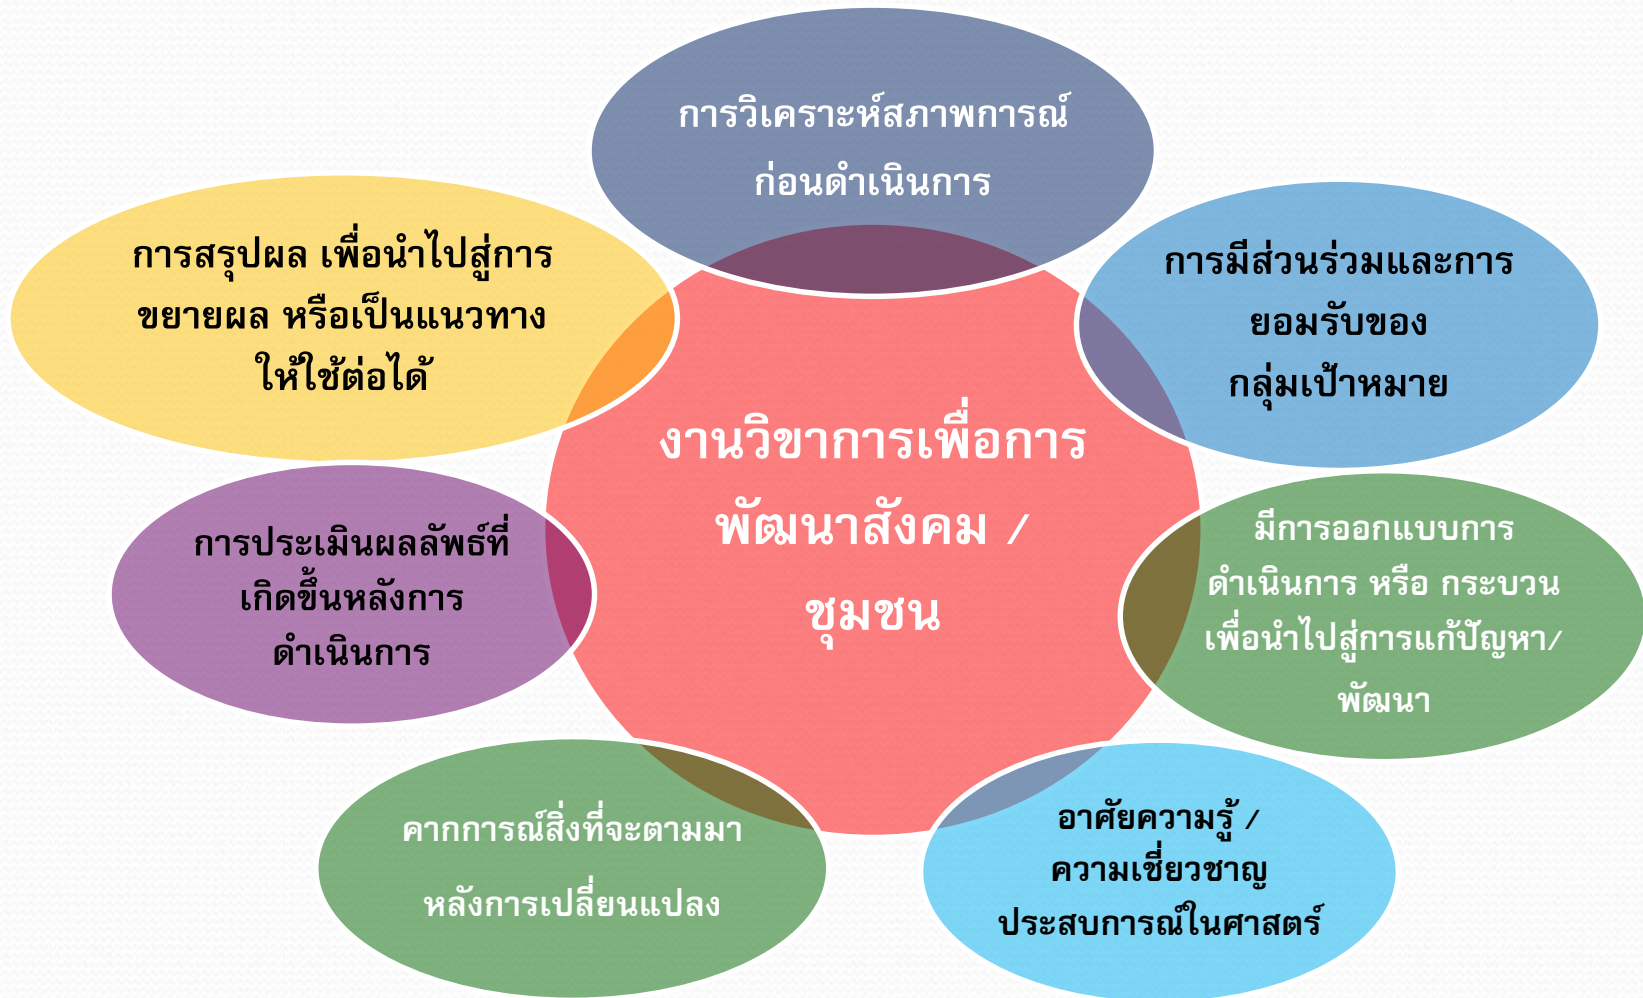 การวิเคราะห์สภาพการณ์
ก่อนดำเนินการ
การมีส่วนร่วมและการ
ยอมรับของ
กลุ่มเป้าหมาย
มีการออกแบบการ
ดำเนินการ หรือ กระบวน
เพื่อนำไปสู่การแก้ปัญหา/
พัฒนา
อาศัยความรู้ /
ความเชี่ยวชาญ
ประสบการณ์ในศาสตร์
คากการณ์สิ่งที่จะตามมา
หลังการเปลี่ยนแปลง
การประเมินผลลัพธ์ที่
เกิดขึ้นหลังการ
ดำเนินการ
การสรุปผล เพื่อนำไปสู่การ
ขยายผล หรือเป็นแนวทาง
ให้ใช้ต่อได้
งานวิขาการเพื่อการ
พัฒนาสังคม /
ชุมชน